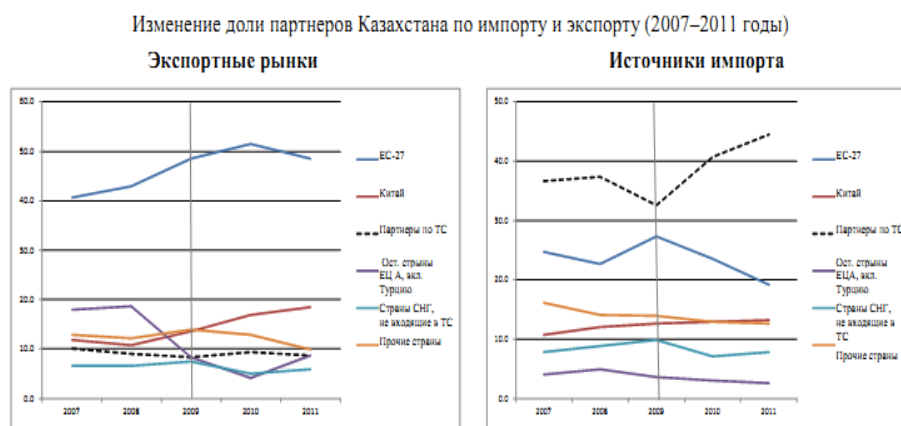 Изменение доли партнеров Казахстана по импорту и экспорту (2007–2011 годы)
Экспортные рынки
60.0
50.0
40.0
30.0
20.0
10.0
0.0
2007 2008 2009 2010 2011
ЕС-27
Китай
Партнеры по ТС
Ост. стрыны
ЕЦ А, вкл.
Турцию
Страны СНГ,
не входящие в ТС
Прочие страны
Источники импорта
50.0
40.0
30.0
20.0
10.0
0.0
2007 2008 2009 2010 2011
ЕС-27
Китай
Партнеры по ТС
Ост. стрыны
ЕЦА, вкл.
Турцию
Страны СНГ,
не входящие в
ТС
Прочие страны